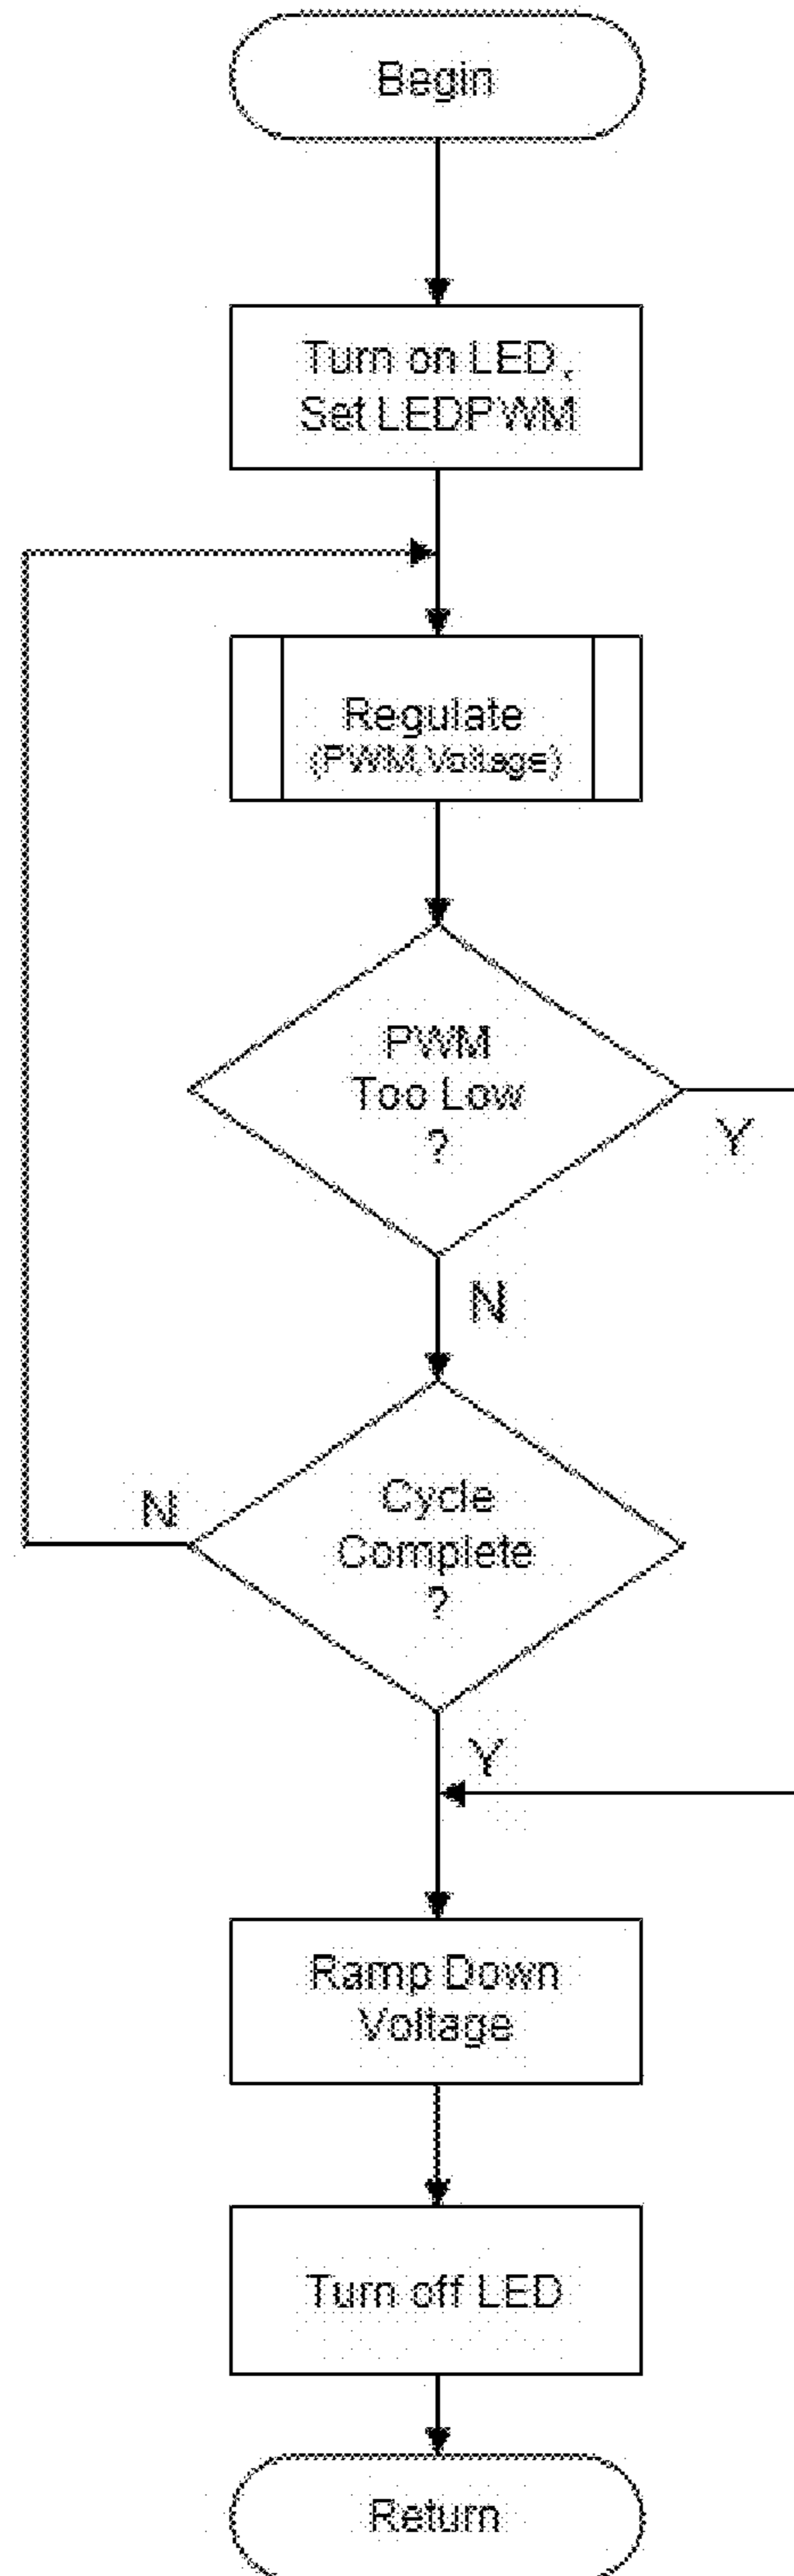 Begin
Turn on LED,
Set LEDPWM
Regulate
(PWM,Voltage)
PWM
Too Low
?
Y
N
Cycle
Complete
?
N
Y
Ramp Down
Voltage
Turn off LED
Return